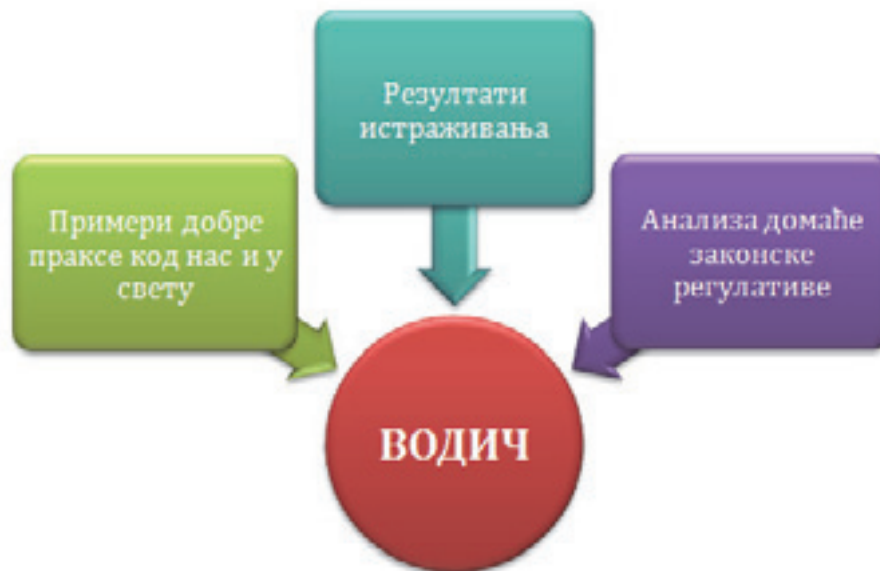 Резултати
истраживања
Примери добре
праксе код нас и у
свету
Анализа домаће
законске
регулативе
ВОДИЧ